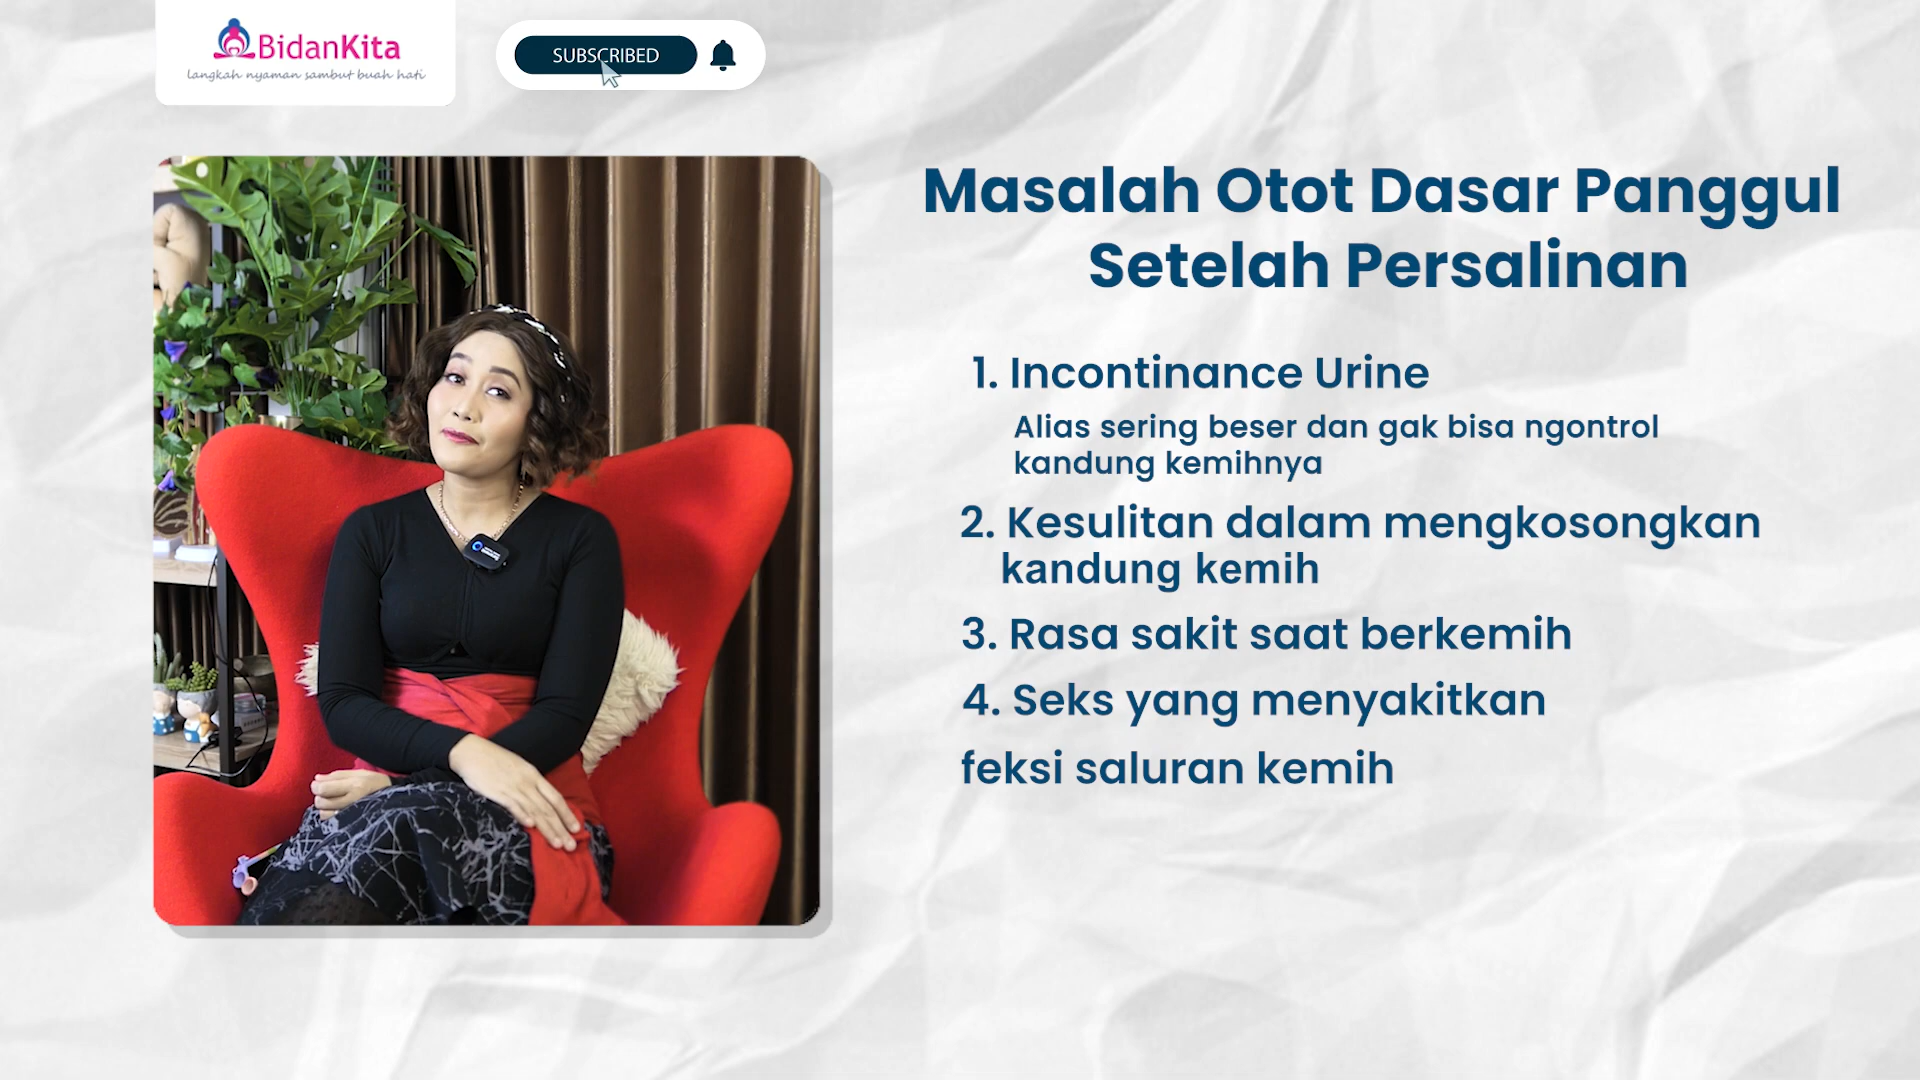 BidanKita
langkah nyaman sambut buah hati
SUBSCRIBED
Masalah Otot Dasar Panggul
Setelah Persalinan
1. Incontinance Urine
Alias sering beser dan gak bisa ngontrol
kandung kemihnya
2. Kesulitan dalam mengkosongkan
kandung kemih
3. Rasa sakit saat berkemih
4. Seks yang menyakitkan
feksi saluran kemih